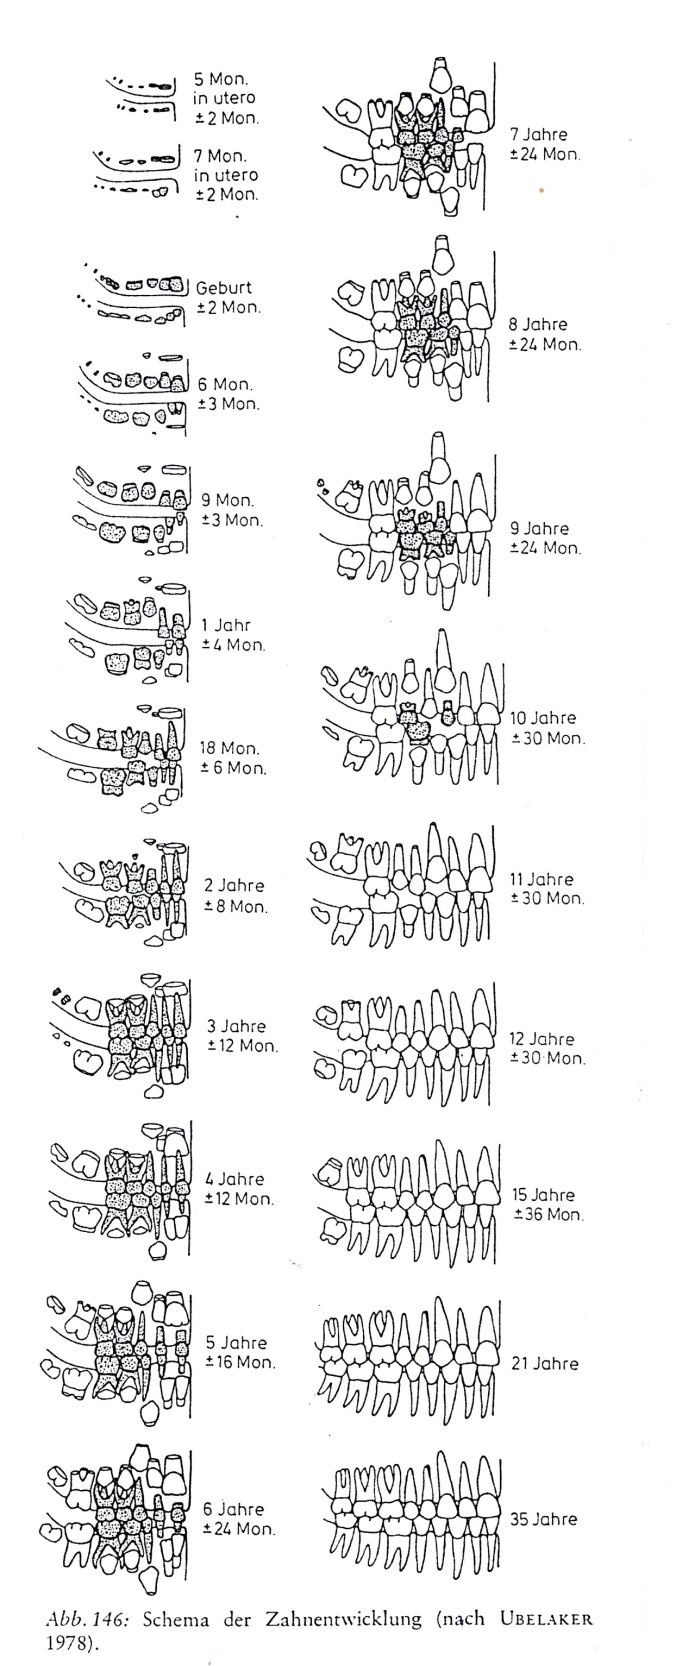 5 Mon.
in utero
±2 Mon.
7 Mon.
in utero
±2 Mon.
Geburt
±2 Mon.
6 Mon.
±3 Mon.
9 Mon.
±3 Mon.
1 Jahr
±4 Mon.
18 Mon.
±6 Mon.
2 Jahre
±8 Mon.
3 Jahre
±12 Mon.
4 Jahre
±12 Mon.
5 Jahre
±16 Mon.
6 Jahre
±24 Mon.
7 Jahre
±24 Mon.
8 Jahre
±24 Mon.
9 Jahre
±24 Mon.
10 Jahre
±30 Mon.
11 Jahre
±30 Mon.
12 Jahre
±30 Mon.
15 Jahre
±36 Mon.
21 Jahre
35 Jahre
Abb. 146: Schema der Zahnentwicklung (nach UBELAKER
1978).